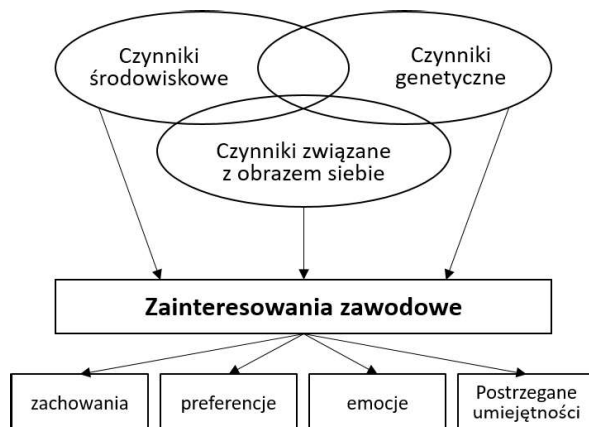 Czynniki
środowiskowe
Czynniki
genetyczne
Czynniki związane
z obrazem siebie
Zainteresowania zawodowe
zachowania
preferencje
emocje
Postrzegane
umiejętności